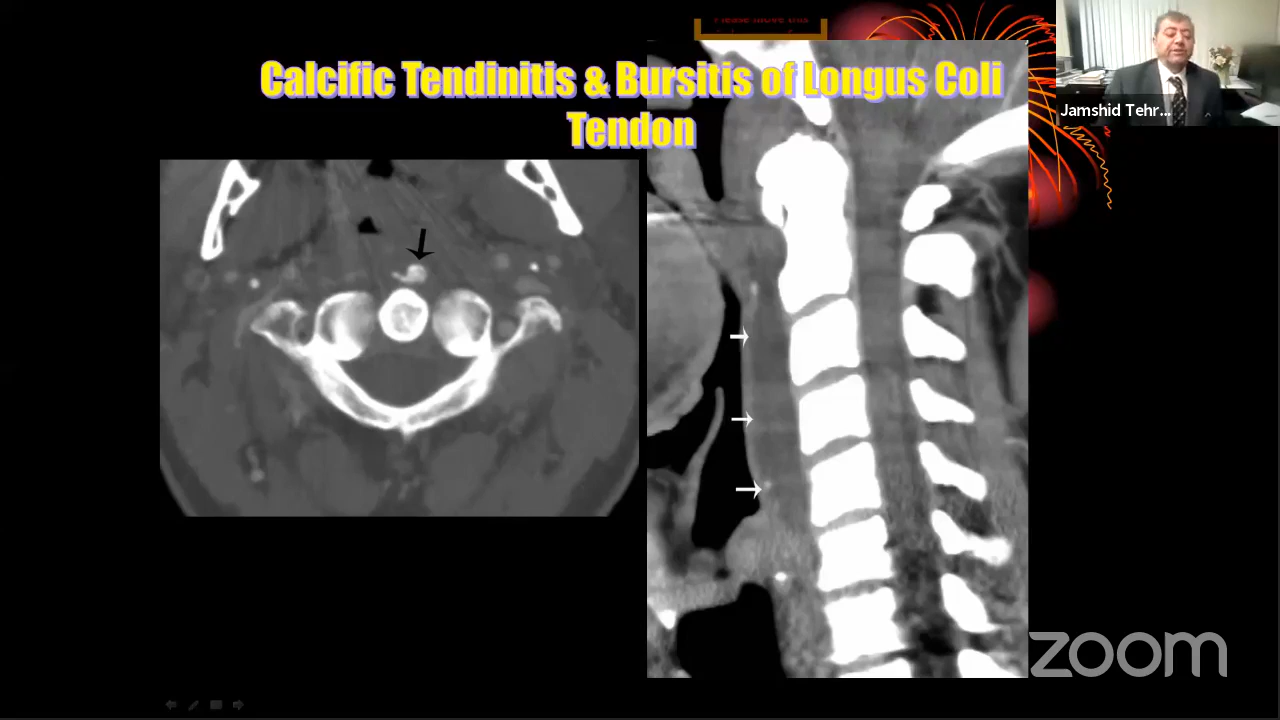 Calcific Tendinitis & Bursitis of Longus Coli
Tendon
Jamshid Tehr...
zoom